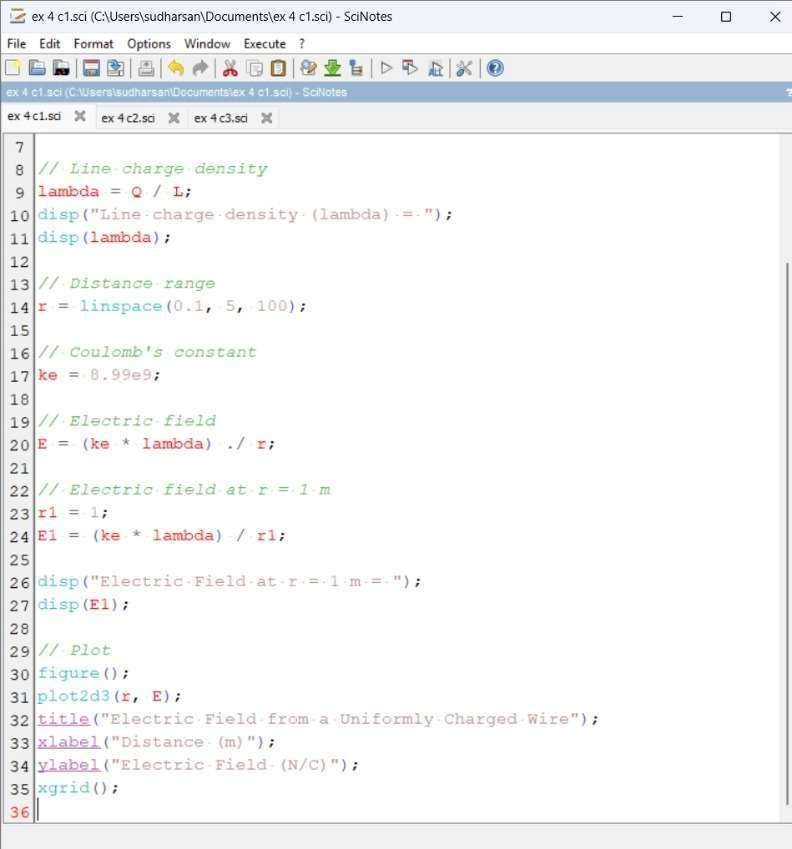 ex 4 c1.sci (C:\Users\sudharsan\Documents\ex 4 c1.sci) - SciNotes
File Edit Format Options Window Execute ?
ex 4 c1.sci (C:\Users\sudharsan\Documents\ex 4 c1.sci) - SciNotes ?
ex 4 c1.sci ex 4 c2.sci ex 4 c3.sci
7
8 // Line charge density
9 lambda = Q / L;
10 disp("Line charge density (lambda) = ");
11 disp(lambda);
12
13 // Distance range
14 r = linspace(0.1, 5, 100);
15
16 // Coulomb's constant
17 ke = 8.99e9;
18
19 // Electric field
20 E = (ke * lambda) ./ r;
21
22 // Electric field at r = 1 m
23 r1 = 1;
24 E1 = (ke * lambda) / r1;
25
26 disp("Electric Field at r = 1 m = ");
27 disp(E1);
28
29 // Plot
30 figure();
31 plot2d3(r, E);
32 title("Electric Field from a Uniformly Charged Wire");
33 xlabel("Distance (m)");
34 ylabel("Electric Field (N/C)");
35 xgrid();
36